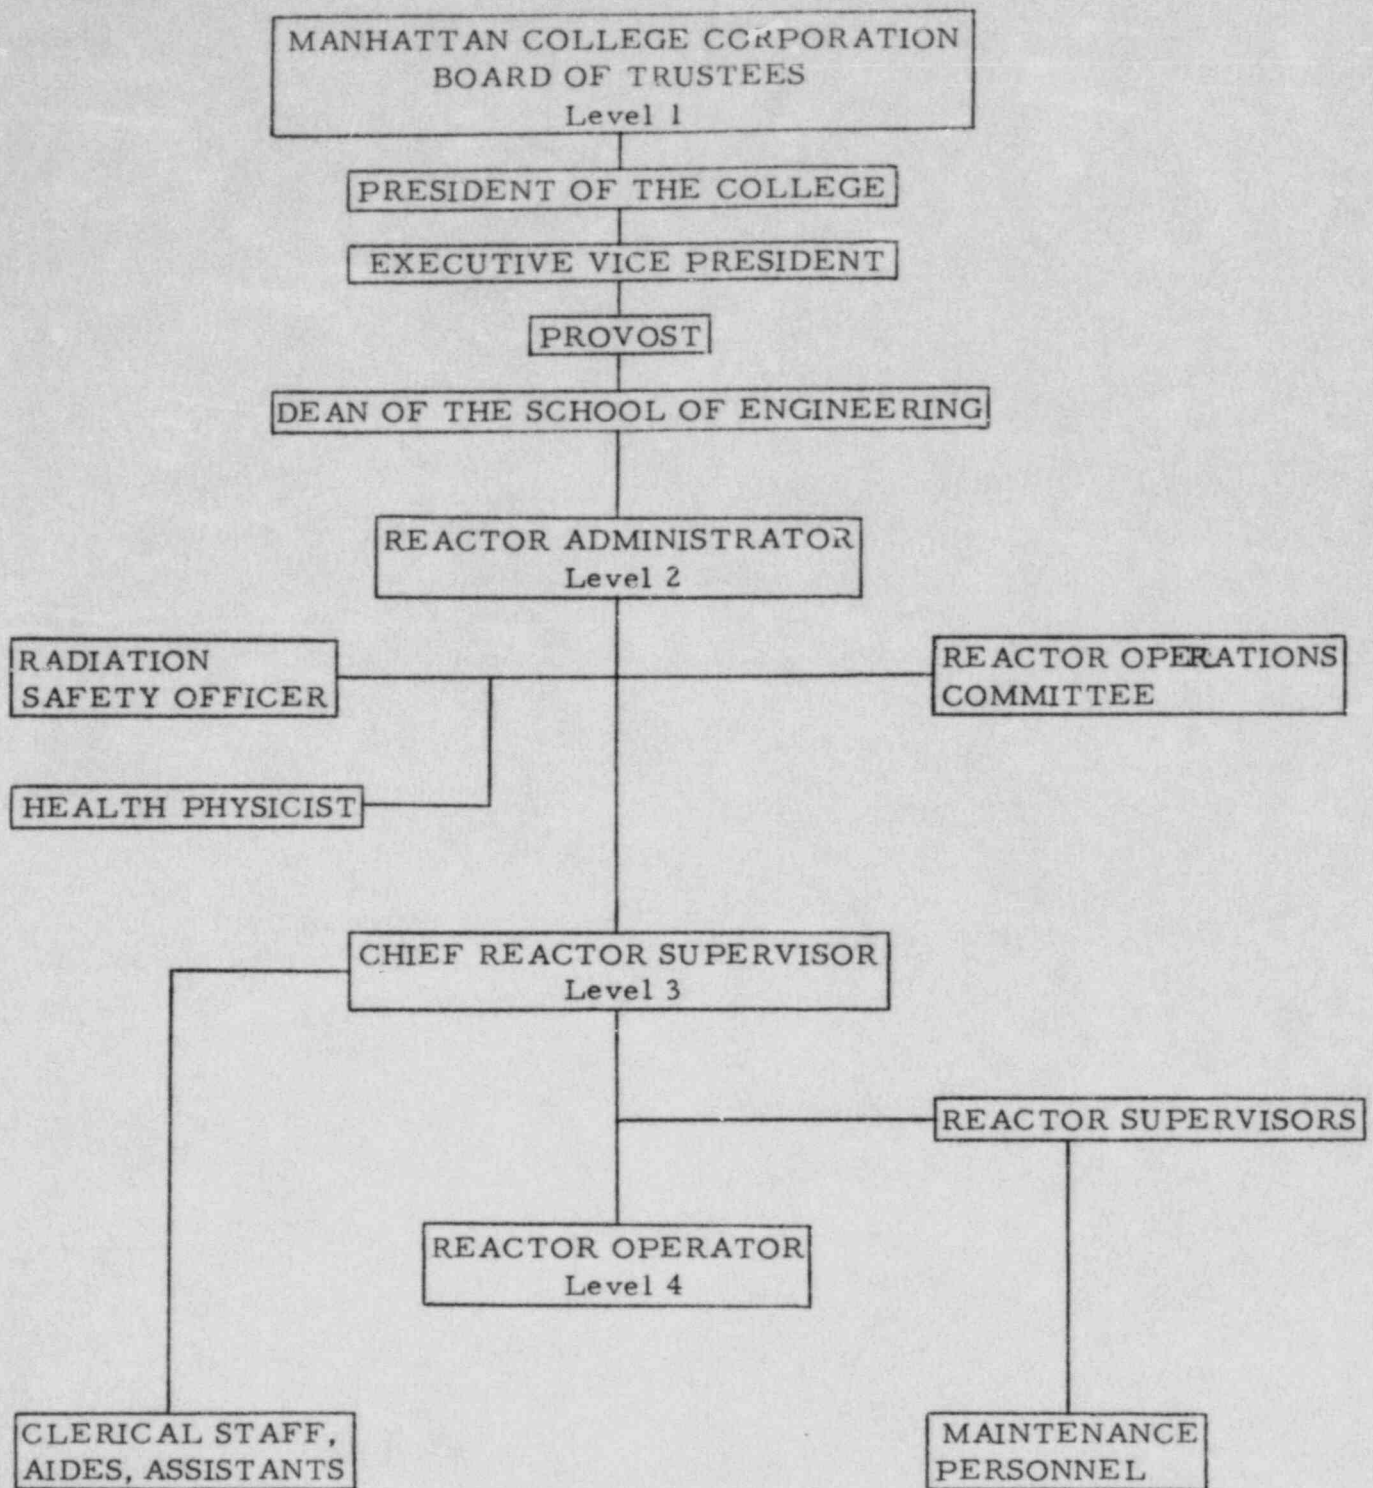 MANHATTAN COLLEGE CORPORATION
BOARD OF TRUSTEES
Level 1
PRESIDENT OF THE COLLEGE
EXECUTIVE VICE PRESIDENT
PROVOST
DEAN OF THE SCHOOL OF ENGINEERING
REACTOR ADMINISTRATOR
Level 2
RADIATION
SAFETY OFFICER
REACTOR OPERATIONS
COMMITTEE
HEALTH PHYSICIST
CHIEF REACTOR SUPERVISOR
Level 3
REACTOR SUPERVISORS
REACTOR OPERATOR
Level 4
CLERICAL STAFF,
AIDES, ASSISTANTS
MAINTENANCE
PERSONNEL